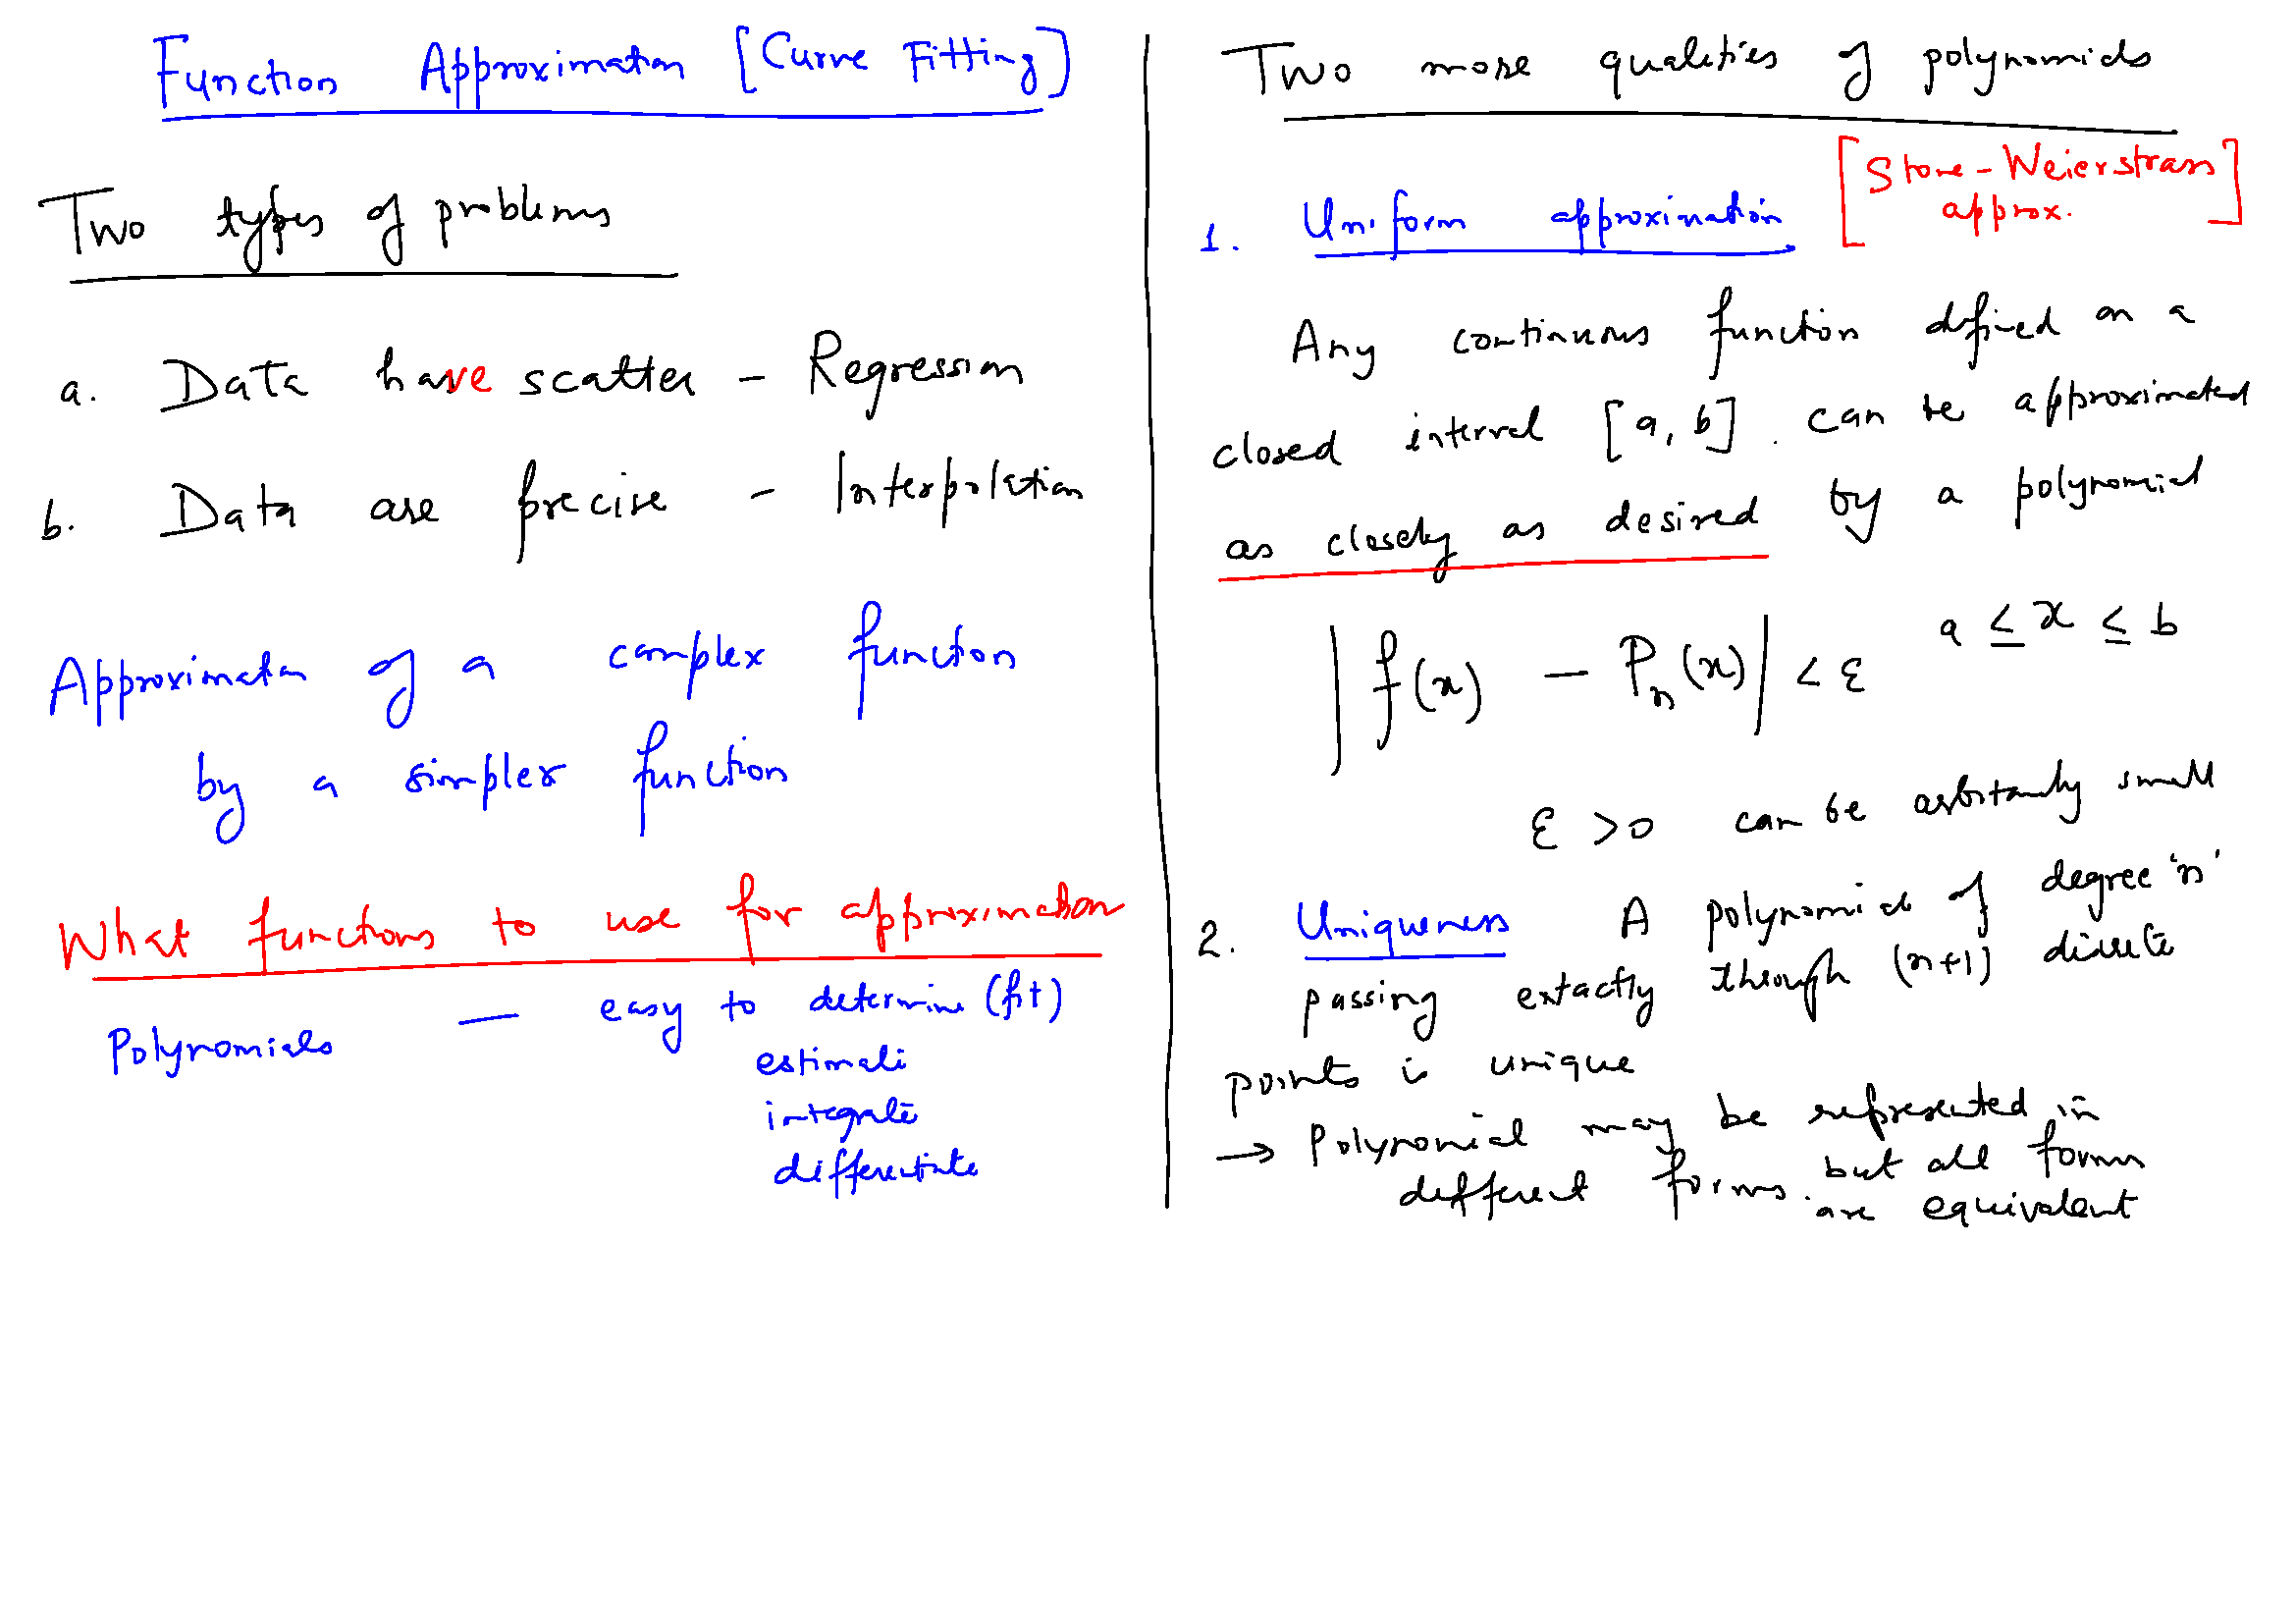 Function Approximation [Curve Fitting]
Two types of problems
a. Data have scatter - Regression
b. Data are precise - Interpolation
Approximation of a complex function
by a simpler function
What functions to use for approximation
Polynomials — easy to determine (fit)
estimate
integrate
differentiate
Two more qualities of polynomials
1. Uniform approximation [Stone-Weierstrass
approx.]
Any continuous function defined on a
closed interval [a, b]. can be approximated
as closely as desired by a polynomial
|f(x) - Pn(x)| < ε a ≤ x ≤ b
ε > 0 can be arbitrarily small
2. Uniqueness A polynomial of degree 'n'
passing extactly through (n+1) discrete
points is unique
→ Polynomial may be represented in
different forms. but all forms
are equivalent